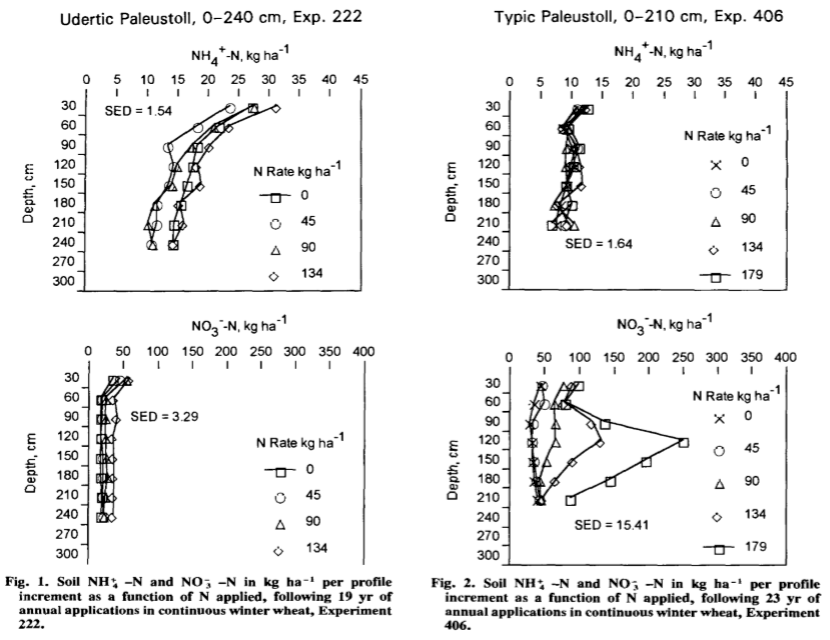 Udertic Paleustoll, 0-240 cm, Exp. 222
NH4+-N, kg ha-1
0 5 10 15 20 25 30 35 45
SED = 1.54
N Rate kg ha-1
0
45
90
134
Depth, cm
30
60
90
120
150
180
210
240
270
300
NO3--N, kg ha-1
0 50 100 150 200 250 300 400
SED = 3.29
N Rate kg ha-1
0
45
90
134
Depth, cm
30
60
90
120
150
180
210
240
270
300
Fig. 1. Soil NH4+ -N and NO3- -N in kg ha-1 per profile
increment as a function of N applied, following 19 yr of
annual applications in continuous winter wheat, Experiment
222.
Typic Paleustoll, 0-210 cm, Exp. 406
NH4+-N, kg ha-1
0 5 10 15 20 25 30 35 40 45
N Rate kg ha-1
0
45
90
134
179
SED = 1.64
Depth, cm
30
60
90
120
150
180
210
240
270
300
NO3--N, kg ha-1
0 50 100 150 200 250 300 400
N Rate kg ha-1
0
45
90
134
179
SED = 15.41
Depth, cm
30
60
90
120
150
180
210
240
270
300
Fig. 2. Soil NH4+ -N and NO3- -N in kg ha-1 per profile
increment as a function of N applied, following 23 yr of
annual applications in continuous winter wheat, Experiment
406.